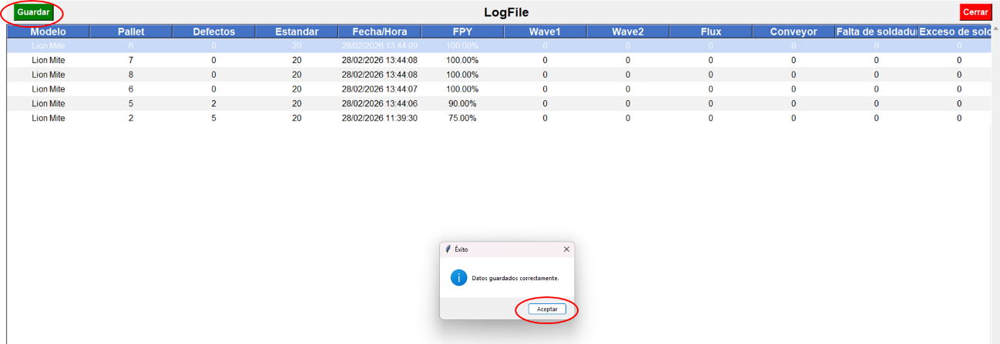 Guardar LogFile Cerrar
Modelo Pallet Defectos Estandar Fecha/Hora FPY Wave1 Wave2 Flux Conveyor Falta de soldadu Exceso de sold
Lion Mite 6 0 20 28/02/2026 13:44:09 100.00% 0 0 0 0 0 0
Lion Mite 7 0 20 28/02/2026 13:44:08 100.00% 0 0 0 0 0 0
Lion Mite 8 0 20 28/02/2026 13:44:08 100.00% 0 0 0 0 0 0
Lion Mite 6 0 20 28/02/2026 13:44:07 100.00% 0 0 0 0 0 0
Lion Mite 5 2 20 28/02/2026 13:44:06 90.00% 0 0 0 0 0 0
Lion Mite 2 5 20 28/02/2026 11:39:30 75.00% 0 0 0 0 0 0
Éxito
Datos guardados correctamente.
Aceptar